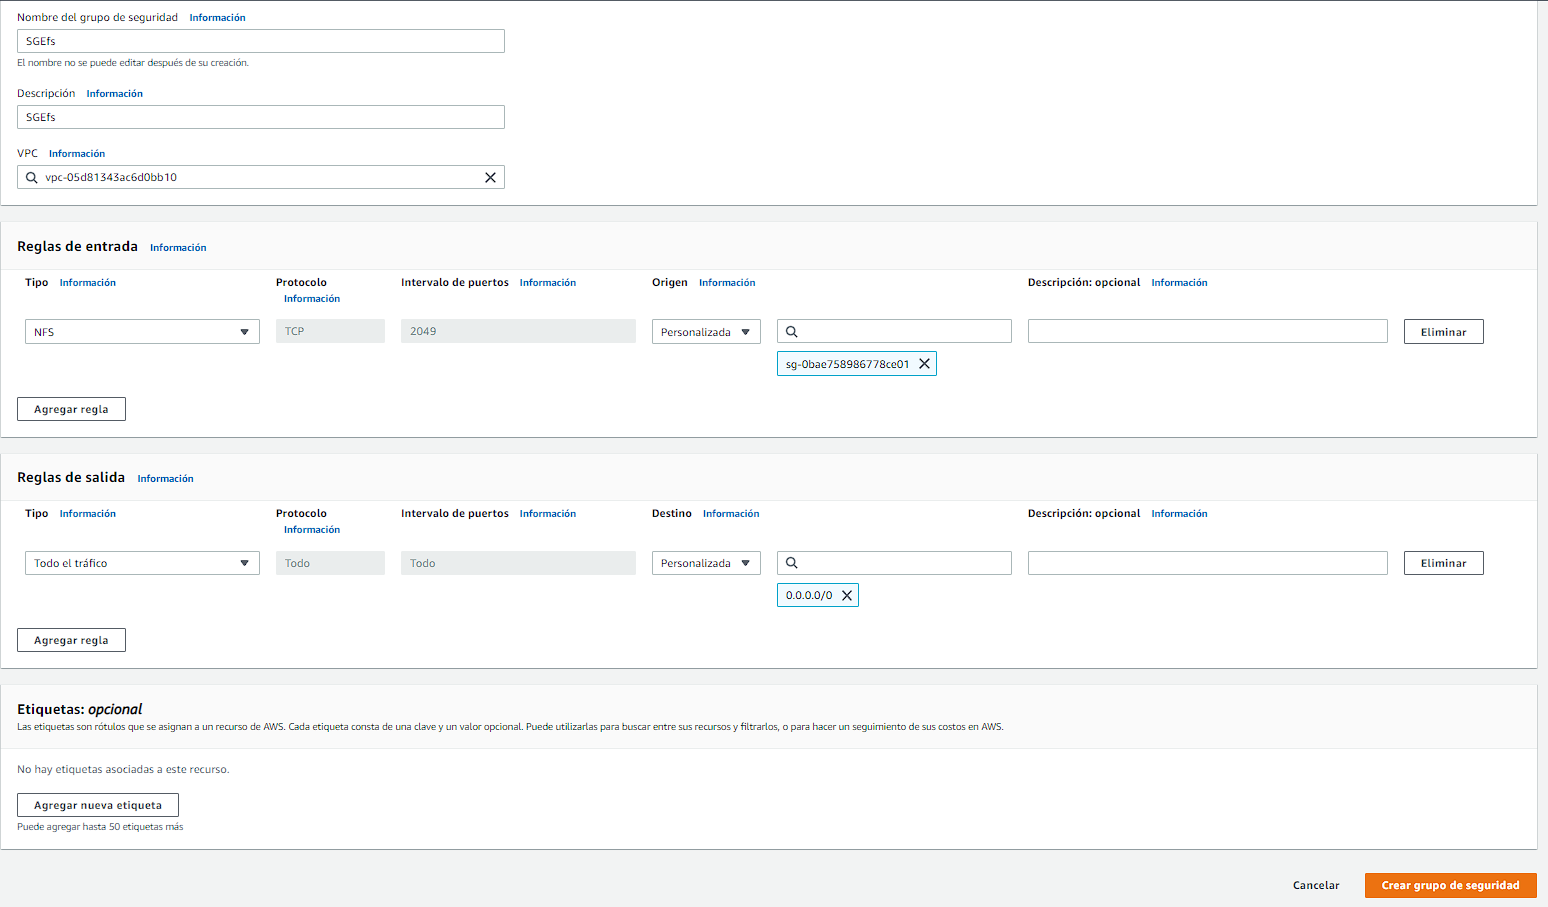 Nombre del grupo de seguridad Información
SGEfs
El nombre no se puede editar después de su creación.
Descripción Información
SGEfs
VPC Información
vpc-05d81343ac6d0bb10
Reglas de entrada Información
Tipo Información Protocolo Información Intervalo de puertos Información Origen Información Descripción: opcional Información
NFS TCP 2049 Personalizada Eliminar
sg-0bae758986778ce01
Agregar regla
Reglas de salida Información
Tipo Información Protocolo Información Intervalo de puertos Información Destino Información Descripción: opcional Información
Todo el tráfico Todo Todo Personalizada Eliminar
0.0.0.0/0
Agregar regla
Etiquetas: opcional
Las etiquetas son rótulos que se asignan a un recurso de AWS. Cada etiqueta consta de una clave y un valor opcional. Puede utilizarlas para buscar entre sus recursos y filtrarlos, o para hacer un seguimiento de sus costos en AWS.
No hay etiquetas asociadas a este recurso.
Agregar nueva etiqueta
Puede agregar hasta 50 etiquetas más
Cancelar Crear grupo de seguridad